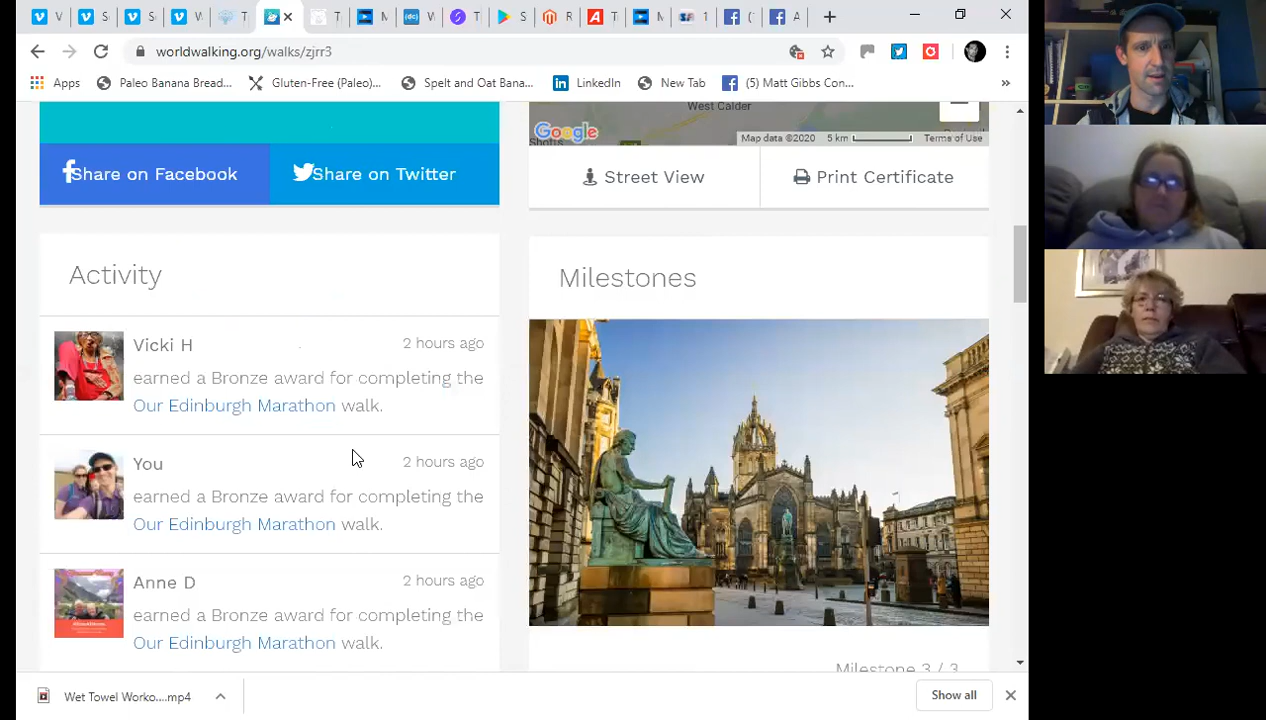 V
S
S
W
T
T
M
(dc)
V
T
S
R
A
M
SF
1
(
A
worldwalking.org/walks/zjrr3
Apps
Paleo Banana Bread...
Gluten-Free (Paleo)...
Spelt and Oat Bana...
LinkedIn
New Tab
(5) Matt Gibbs Con...
»
West Calder
Shotts
Google
Map data ©2020 5 km Terms of Use
Share on Facebook
Share on Twitter
Street View
Print Certificate
Activity
Vicki H 2 hours ago
earned a Bronze award for completing the
Our Edinburgh Marathon walk.
You 2 hours ago
earned a Bronze award for completing the
Our Edinburgh Marathon walk.
Anne D 2 hours ago
earned a Bronze award for completing the
Our Edinburgh Marathon walk.
Milestones
Milestone 3 / 3
Wet Towel Worko....mp4
Show all